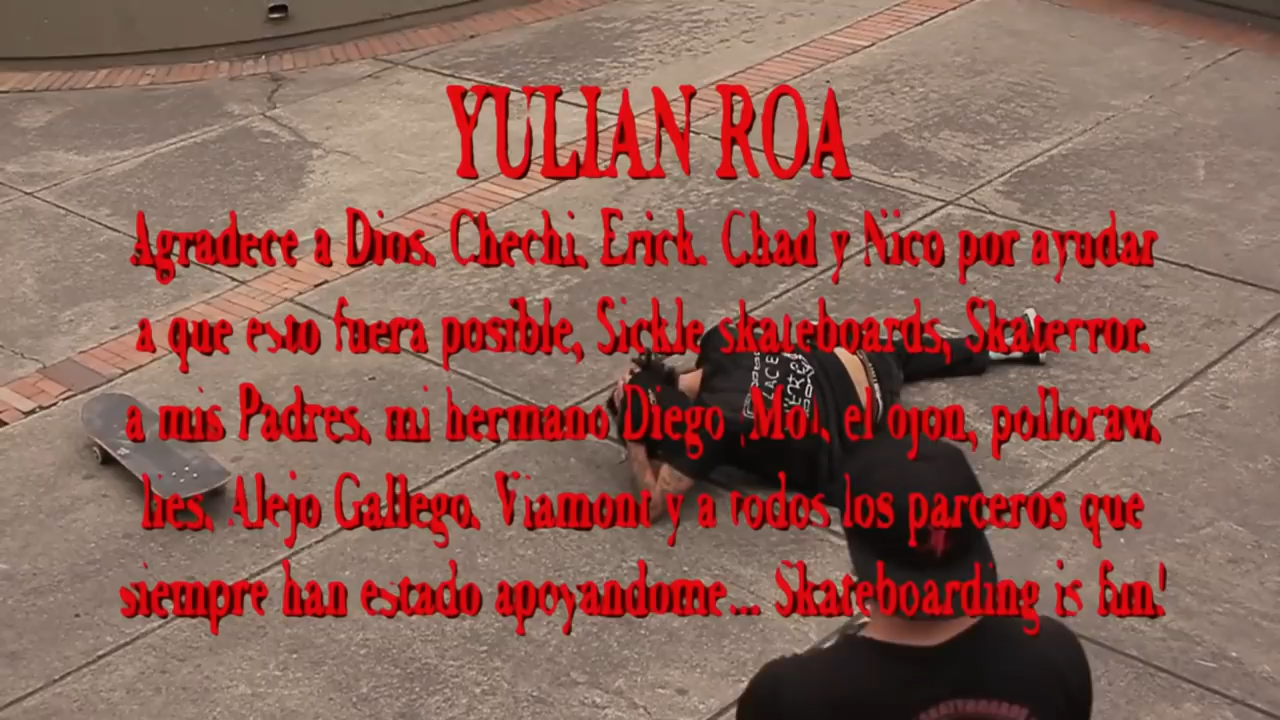 YULIAN ROA
Agradece a Dios, Chechi, Erick, Chad y Nico por ayudar
a que esto fuera posible, Sickle skateboards, Skaterror,
a mis Padres, mi hermano Diego, Mol, el ojon, polloraw,
lies, Alejo Gallego, Viamont y a todos los parceros que
siempre han estado apoyandome... Skateboarding is fun!
LACE